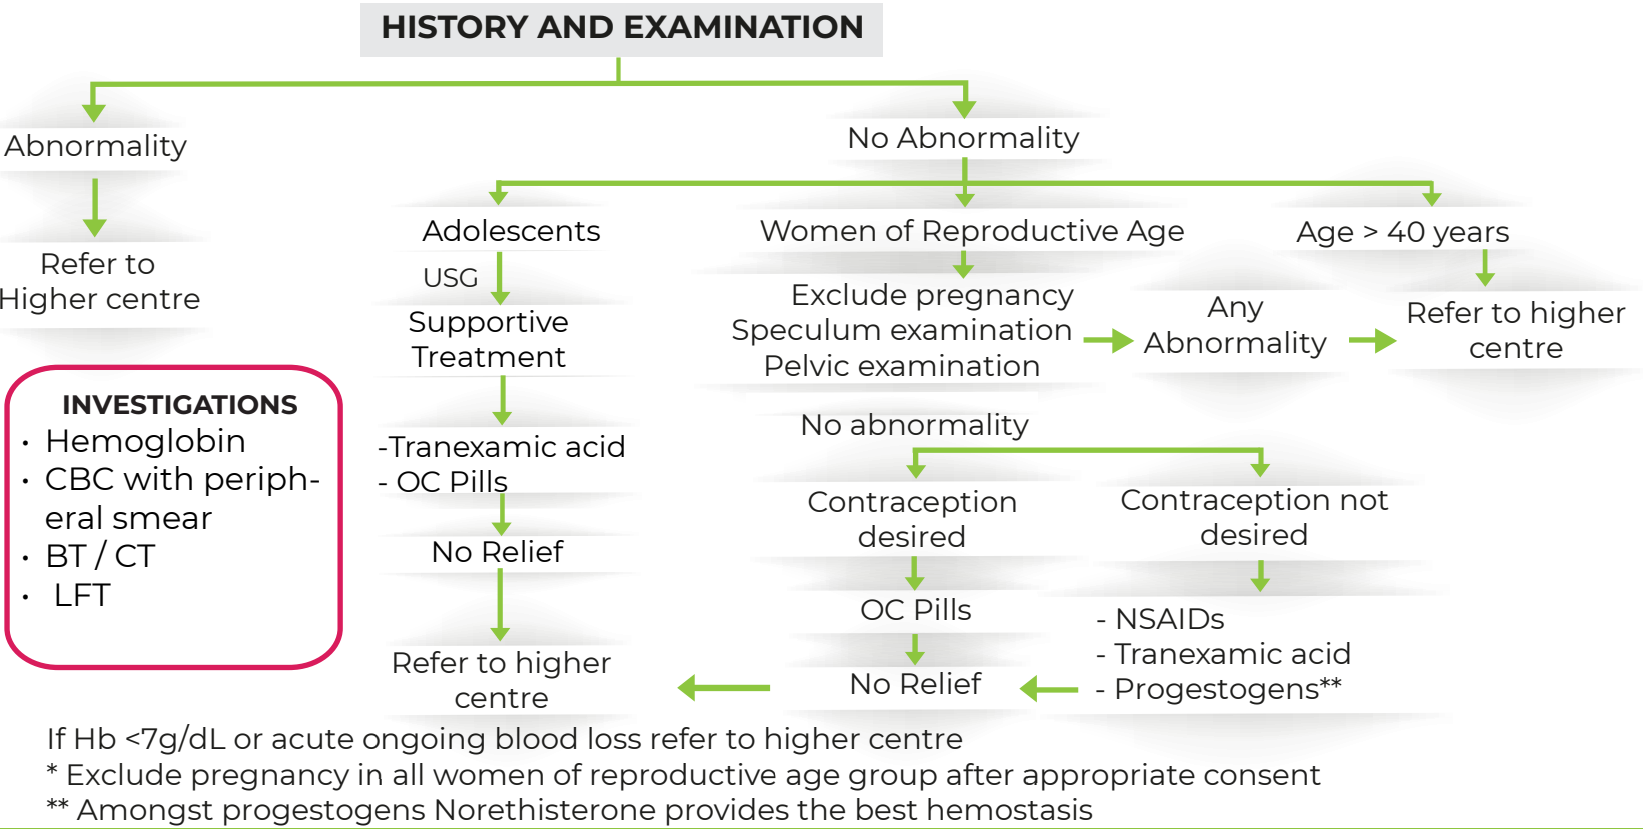 HISTORY AND EXAMINATION
Abnormality
Refer to
Higher centre
No Abnormality
Adolescents
USG
Supportive
Treatment
-Tranexamic acid
- OC Pills
No Relief
Refer to higher
centre
Women of Reproductive Age
Exclude pregnancy
Speculum examination
Pelvic examination
Any
Abnormality
Refer to higher
centre
Age > 40 years
No abnormality
Contraception
desired
OC Pills
No Relief
Contraception not
desired
- NSAIDs
- Tranexamic acid
- Progestogens**
INVESTIGATIONS
· Hemoglobin
· CBC with periph-
eral smear
· BT / CT
· LFT
If Hb <7g/dL or acute ongoing blood loss refer to higher centre
* Exclude pregnancy in all women of reproductive age group after appropriate consent
** Amongst progestogens Norethisterone provides the best hemostasis